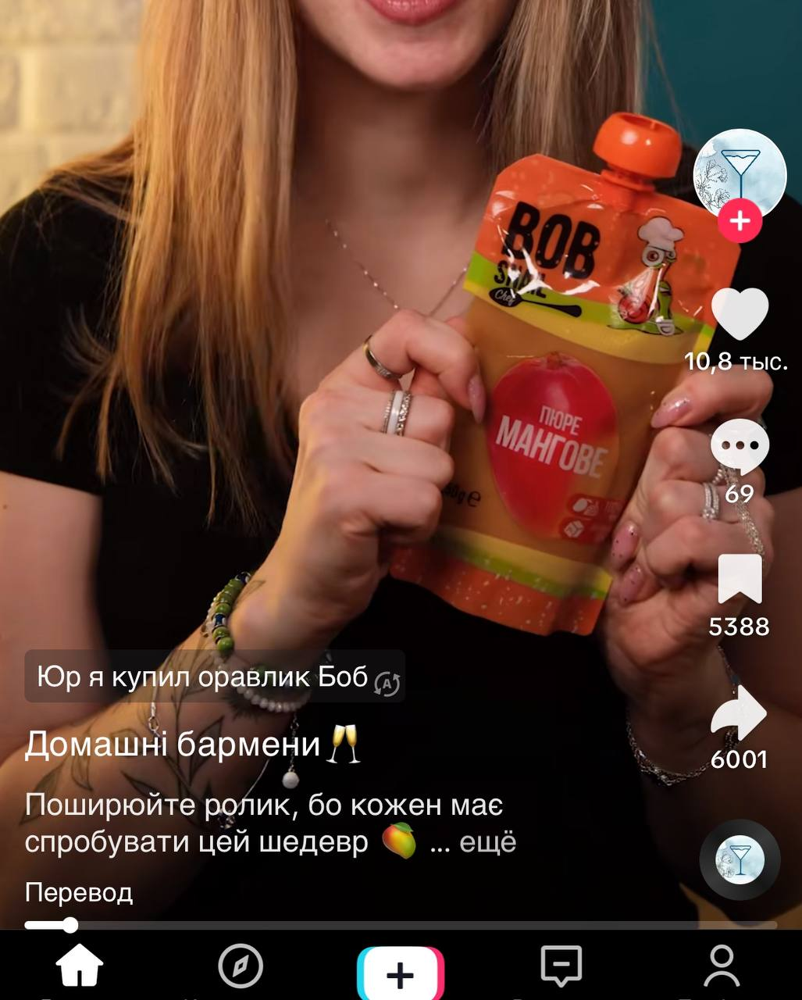 BOB
SNAIL
Chef
ПЮРЕ
МАНГОВЕ
10,8 тыс.
69
5388
6001
Юр я купил оравлик Боб
Домашні бармени🥂
Поширюйте ролик, бо кожен має
спробувати цей шедевр 🥭 ... ещё
Перевод